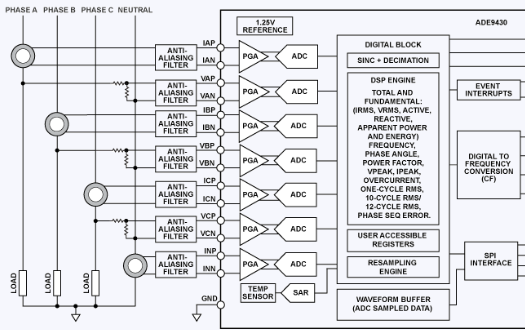 PHASE A PHASE B PHASE C NEUTRAL
1.25V
REFERENCE
ADE9430
ANTI-
ALIASING
FILTER
IAP
IAN
PGA
ADC
ANTI-
ALIASING
FILTER
VAP
VAN
PGA
ADC
ANTI-
ALIASING
FILTER
IBP
IBN
PGA
ADC
ANTI-
ALIASING
FILTER
VBP
VBN
PGA
ADC
ANTI-
ALIASING
FILTER
ICP
ICN
PGA
ADC
ANTI-
ALIASING
FILTER
VCP
VCN
PGA
ADC
ANTI-
ALIASING
FILTER
INP
INN
PGA
ADC
LOAD
LOAD
LOAD
GND
TEMP
SENSOR
SAR
DIGITAL BLOCK
SINC + DECIMATION
DSP ENGINE
TOTAL AND
FUNDAMENTAL:
(IRMS, VRMS, ACTIVE,
REACTIVE,
APPARENT POWER
AND ENERGY)
FREQUENCY,
PHASE ANGLE,
POWER FACTOR,
VPEAK, IPEAK,
OVERCURRENT,
ONE-CYCLE RMS,
10-CYCLE RMS/
12-CYCLE RMS,
PHASE SEQ ERROR.
USER ACCESSIBLE
REGISTERS
RESAMPLING
ENGINE
WAVEFORM BUFFER
(ADC SAMPLED DATA)
EVENT
INTERRUPTS
DIGITAL TO
FREQUENCY
CONVERSION
(CF)
SPI
INTERFACE